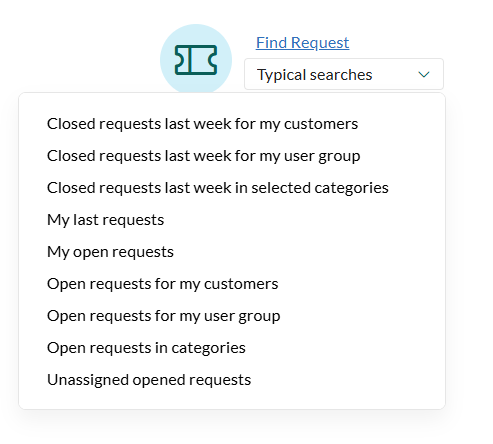 Find Request
Typical searches
Closed requests last week for my customers
Closed requests last week for my user group
Closed requests last week in selected categories
My last requests
My open requests
Open requests for my customers
Open requests for my user group
Open requests in categories
Unassigned opened requests